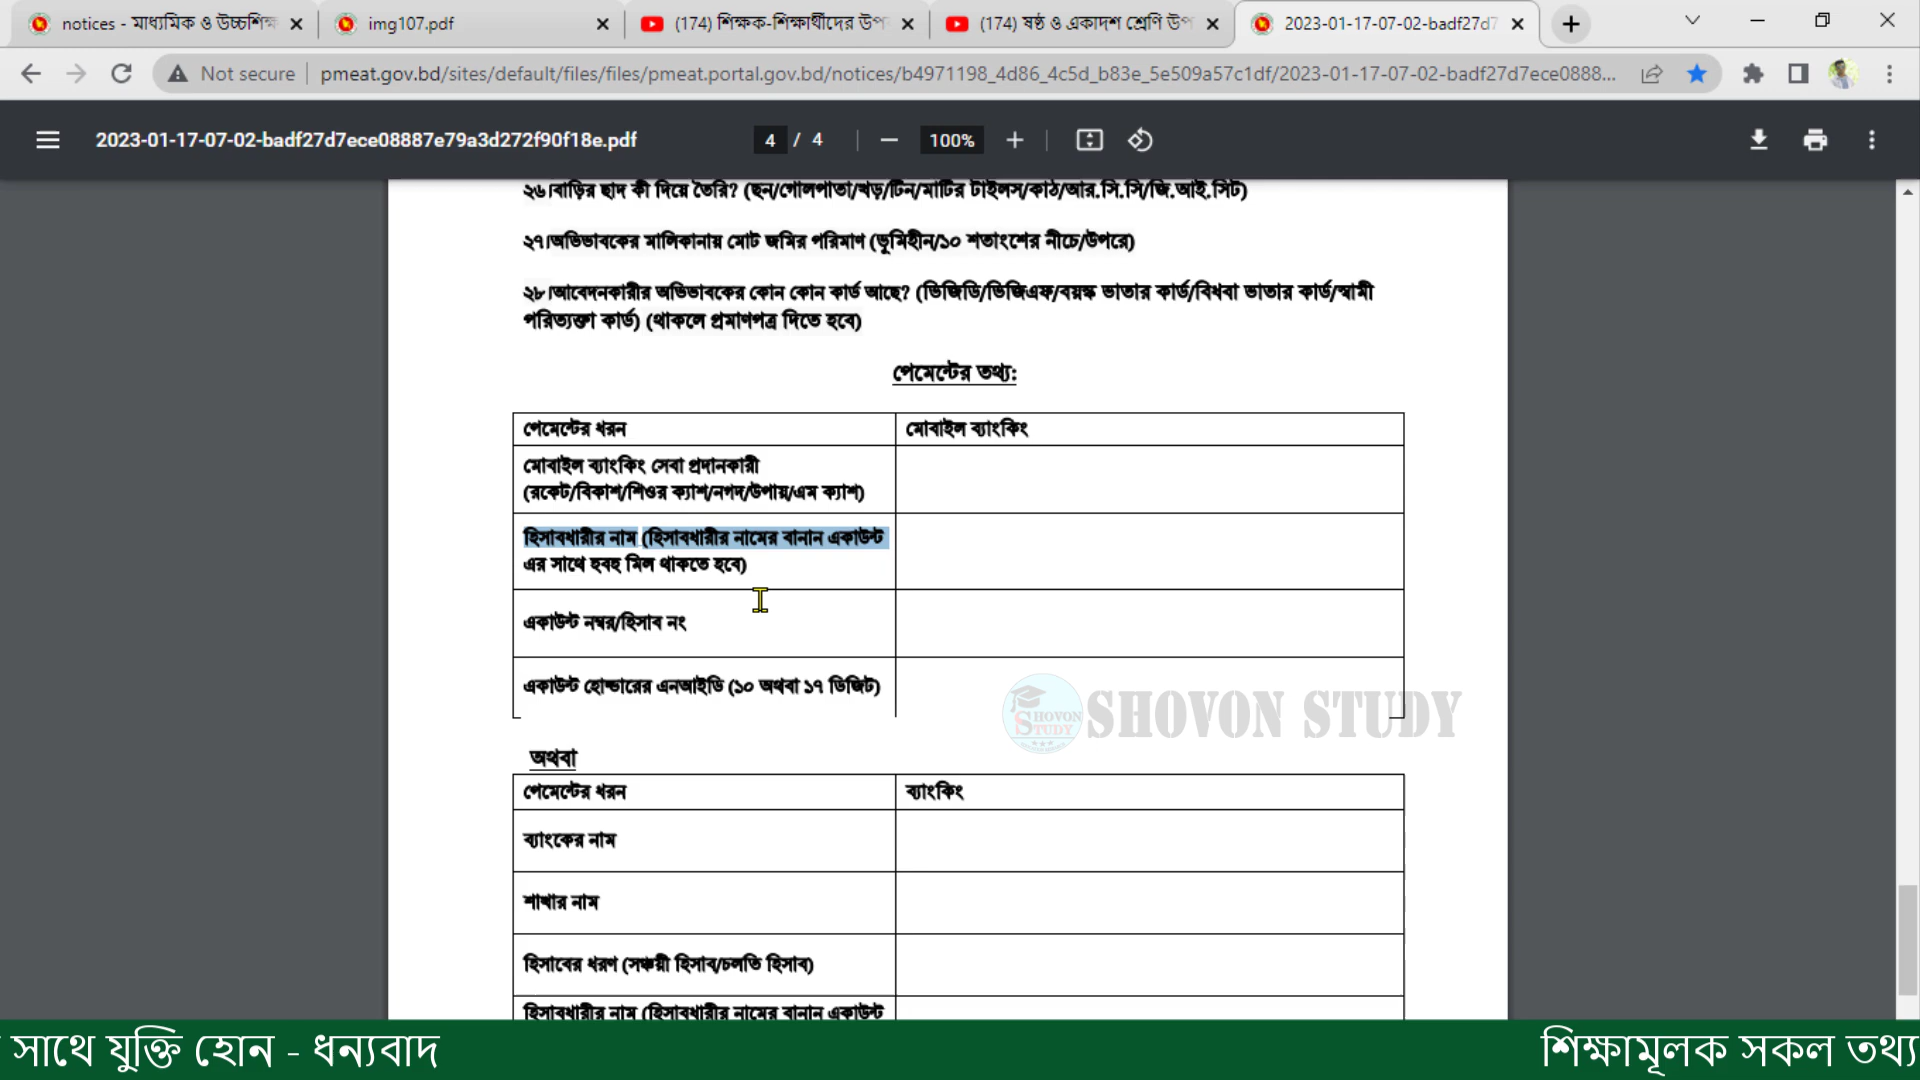 notices - মাধ্যমিক ও উচ্চশিক্ষ
img107.pdf
(174) শিক্ষক-শিক্ষার্থীদের উপ
(174) ষষ্ঠ ও একাদশ শ্রেণি উপ
2023-01-17-07-02-badf27d7
Not secure
pmeat.gov.bd/sites/default/files/files/pmeat.portal.gov.bd/notices/b4971198_4d86_4c5d_b83e_5e509a57c1df/2023-01-17-07-02-badf27d7ece0888...
2023-01-17-07-02-badf27d7ece08887e79a3d272f90f18e.pdf
4 / 4
100%
২৬।বাড়ির ছাদ কী দিয়ে তৈরি? (ছন/গোলপাতা/খড়/টিন/মাটির টাইলস/কাঠ/আর.সি.সি/জি.আই.সিট)
২৭।অভিভাবকের মালিকানায় মোট জমির পরিমাণ (ভূমিহীন/১০ শতাংশের নীচে/উপরে)
২৮।আবেদনকারীর অভিভাবকের কোন কোন কার্ড আছে? (ভিজিডি/ভিজিএফ/বয়স্ক ভাতার কার্ড/বিধবা ভাতার কার্ড/স্বামী
পরিত্যক্তা কার্ড) (থাকলে প্রমাণপত্র দিতে হবে)
পেমেন্টের তথ্য:
পেমেন্টের ধরন
মোবাইল ব্যাংকিং
মোবাইল ব্যাংকিং সেবা প্রদানকারী
(রকেট/বিকাশ/শিওর ক্যাশ/নগদ/উপায়/এম ক্যাশ)
হিসাবধারীর নাম (হিসাবধারীর নামের বানান একাউন্ট
এর সাথে হবহু মিল থাকতে হবে)
একাউন্ট নম্বর/হিসাব নং
একাউন্ট হোল্ডারের এনআইডি (১০ অথবা ১৭ ডিজিট)
SHOVON STUDY
SHOVON STUDY
অথবা
পেমেন্টের ধরন
ব্যাংকিং
ব্যাংকের নাম
শাখার নাম
হিসাবের ধরণ (সঞ্চয়ী হিসাব/চলতি হিসাব)
হিসাবধারীর নাম (হিসাবধারীর নামের বানান একাউন্ট
সাথে যুক্তি হোন - ধন্যবাদ
শিক্ষামূলক সকল তথ্য